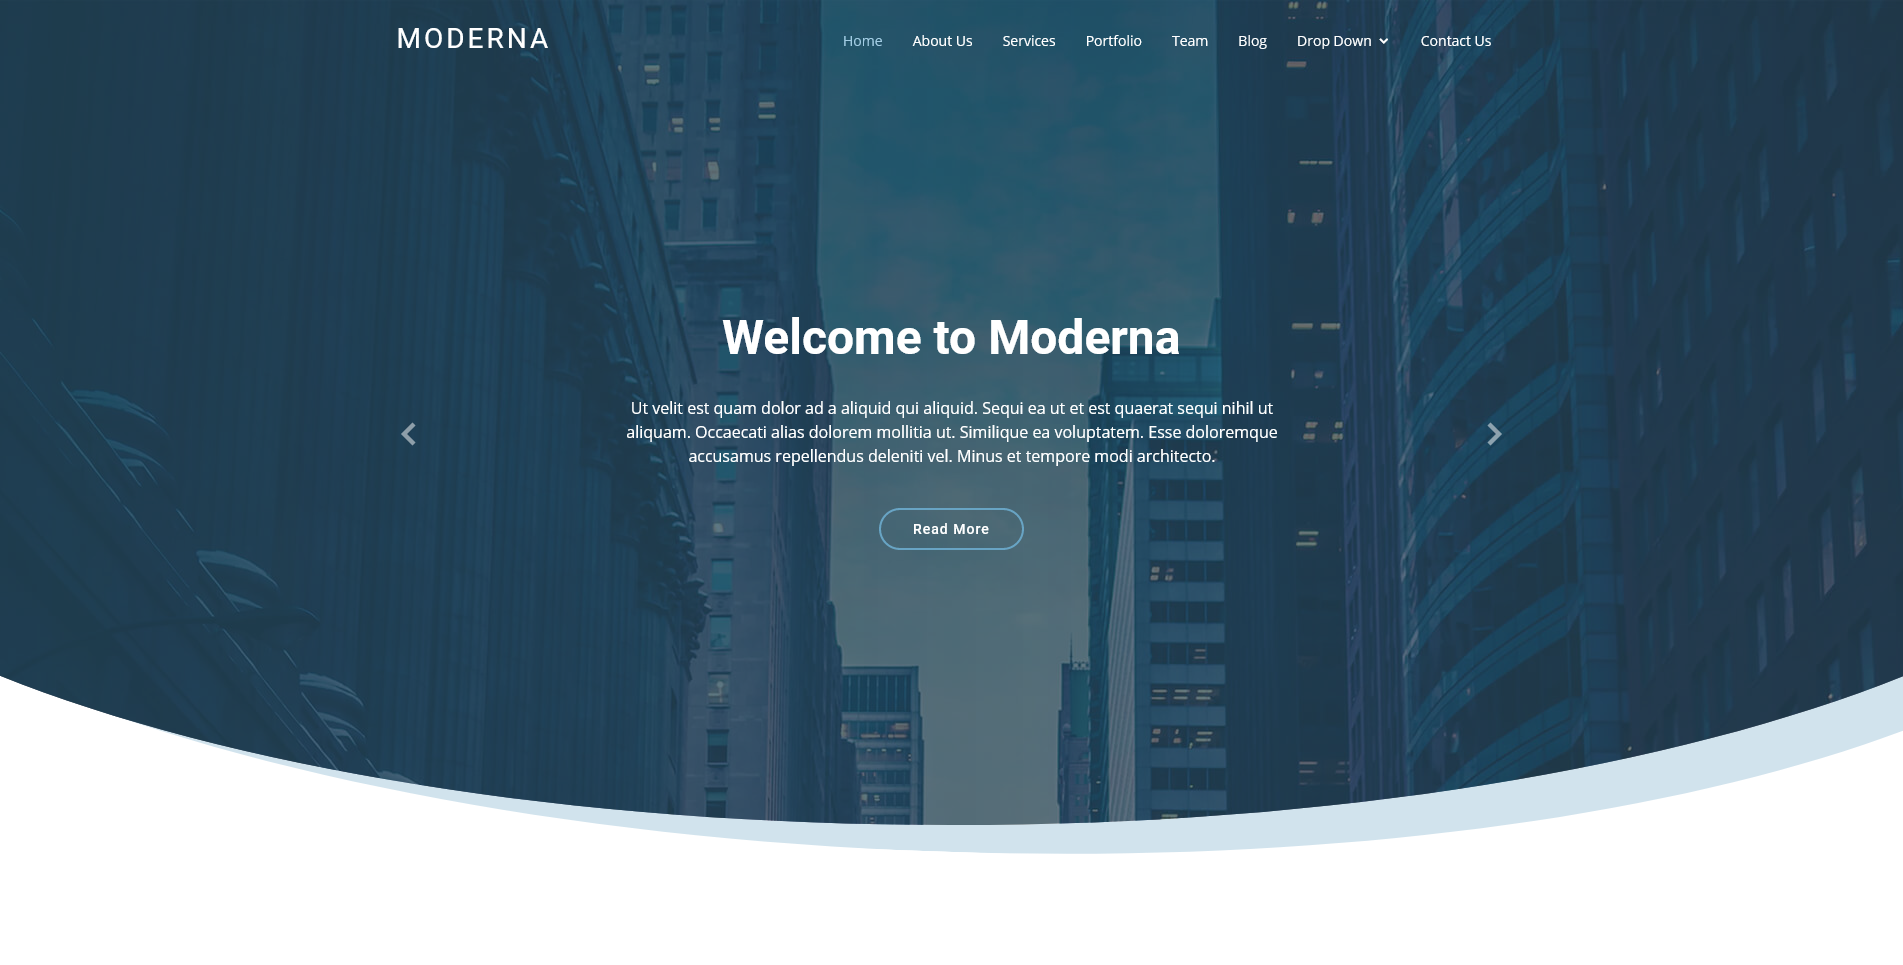 MODERNA
Home About Us Services Portfolio Team Blog Drop Down Contact Us
Welcome to Moderna
Ut velit est quam dolor ad a aliquid qui aliquid. Sequi ea ut et est quaerat sequi nihil ut
aliquam. Occaecati alias dolorem mollitia ut. Similique ea voluptatem. Esse doloremque
accusamus repellendus deleniti vel. Minus et tempore modi architecto.
Read More